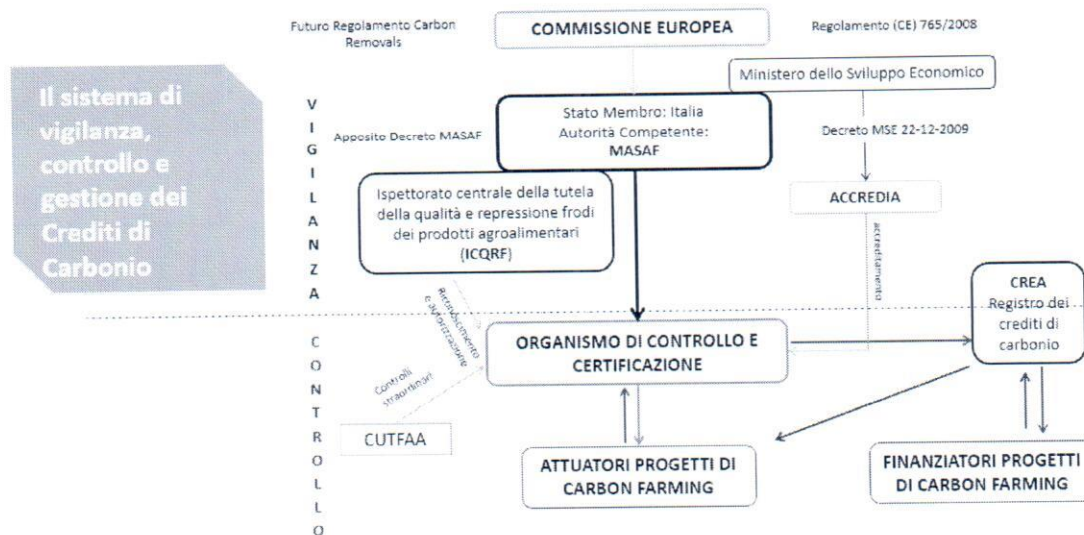 Futuro Regolamento Carbon
Removals
COMMISSIONE EUROPEA
Regolamento (CE) 765/2008
Ministero dello Sviluppo Economico
Il sistema di
vigilanza,
controllo e
gestione dei
Crediti di
Carbonio
VIGILANZA
Apposito Decreto MASAF
Stato Membro: Italia
Autorità Competente:
MASAF
Decreto MSE 22-12-2009
Ispettorato centrale della tutela
della qualità e repressione frodi
dei prodotti agroalimentari
(ICQRF)
ACCREDIA
accreditamento
CREA
Registro dei
crediti di
carbonio
Riconoscimento
e autorizzazione
CONTROLLO
ORGANISMO DI CONTROLLO E
CERTIFICAZIONE
Controlli
straordinari
CUTFAA
ATTUATORI PROGETTI DI
CARBON FARMING
FINANZIATORI PROGETTI
DI CARBON FARMING